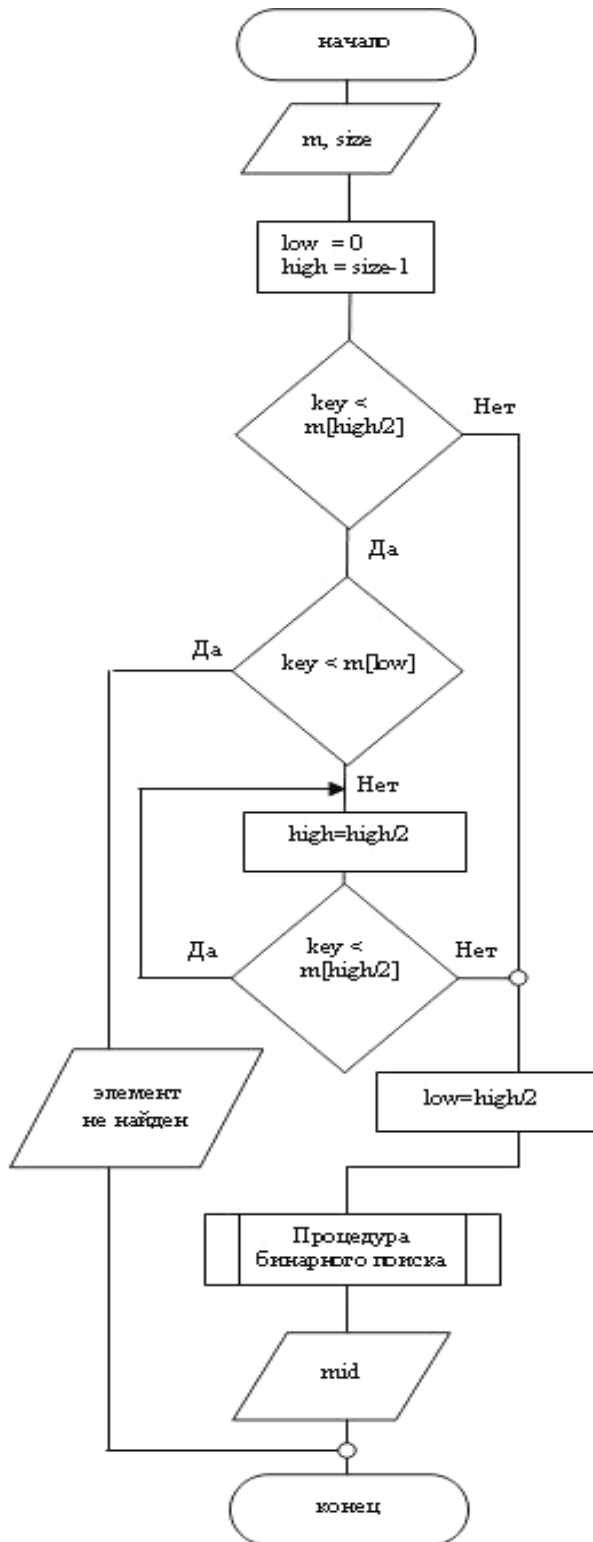 начало
m, size
low = 0
high = size-1
key <
m[high/2]
Нет
Да
Да
key < m[low]
Нет
high=high/2
Да
key <
m[high/2]
Нет
элемент
не найден
low=high/2
Процедура
бинарного поиска
mid
конец